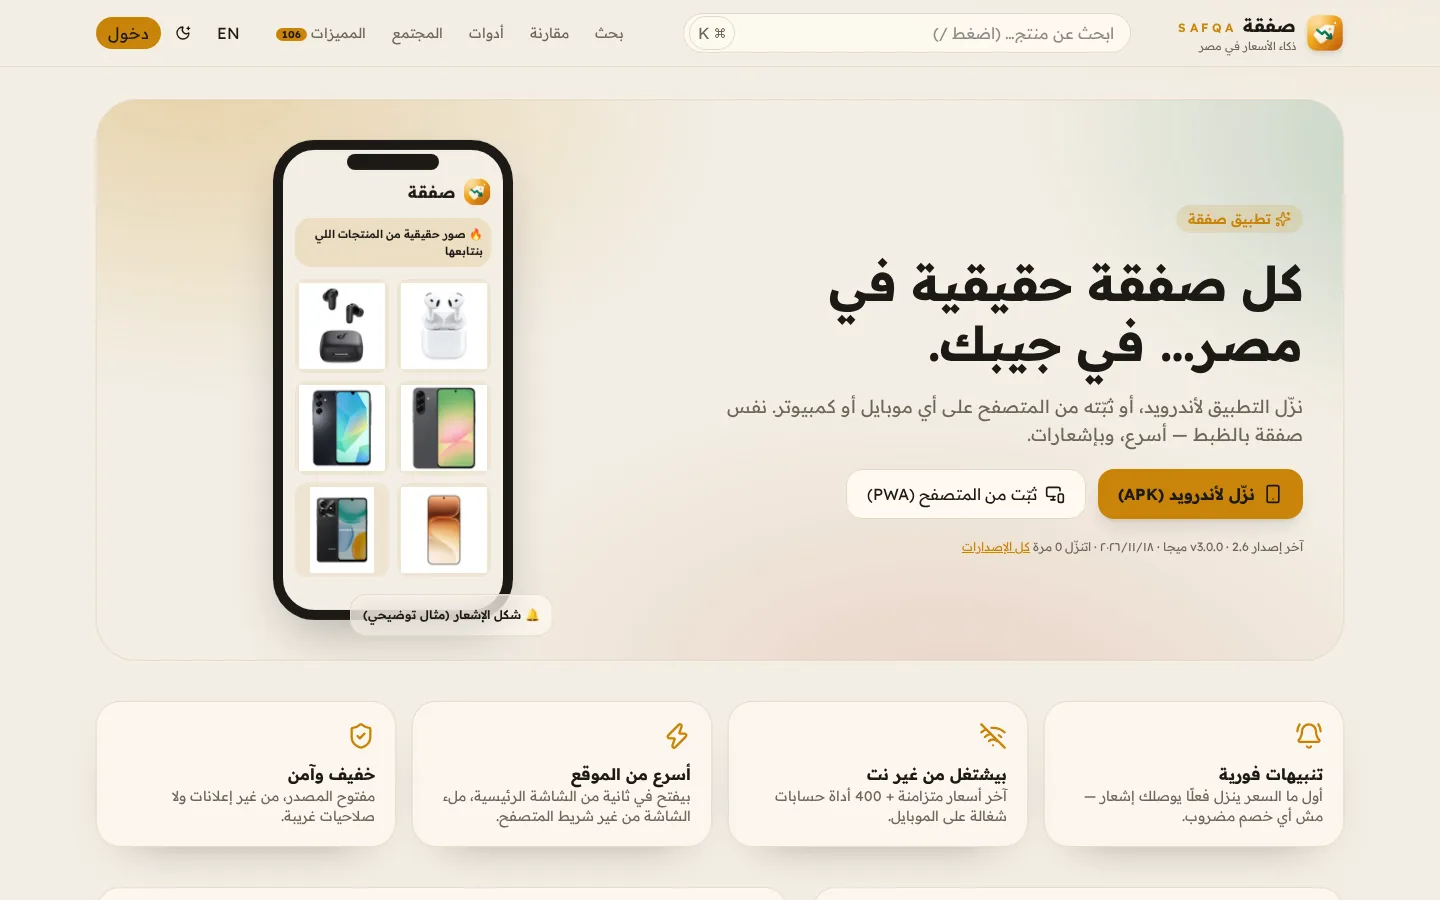 صفقة SAFQA
ذكاء الأسعار في مصر
ابحث عن منتج... (اضغط /)
⌘ K
بحث
مقارنة
أدوات
المجتمع
المميزات 106
EN
دخول
تطبيق صفقة
كل صفقة حقيقية في
مصر... في جيبك.
نزّل التطبيق لأندرويد، أو ثبّته من المتصفح على أي موبايل أو كمبيوتر. نفس
صفقة بالظبط — أسرع، وبإشعارات.
نزّل لأندرويد (APK)
ثبّت من المتصفح (PWA)
آخر إصدار v3.0.0 · 2.6 ميجا · ٢٠٢٦/١١/١٨ · اتنزّل 0 مرة كل الإصدارات
صفقة
🔥 صور حقيقية من المنتجات اللي
بنتابعها
🔔 شكل الإشعار (مثال توضيحي)
تنبيهات فورية
أول ما السعر ينزل فعلًا يوصلك إشعار —
مش أي خصم مضروب.
بيشتغل من غير نت
آخر أسعار متزامنة + 400 أداة حسابات
شغالة على الموبايل.
أسرع من الموقع
بيفتح في ثانية من الشاشة الرئيسية، ملء
الشاشة من غير شريط المتصفح.
خفيف وآمن
مفتوح المصدر، من غير إعلانات ولا
صلاحيات غريبة.